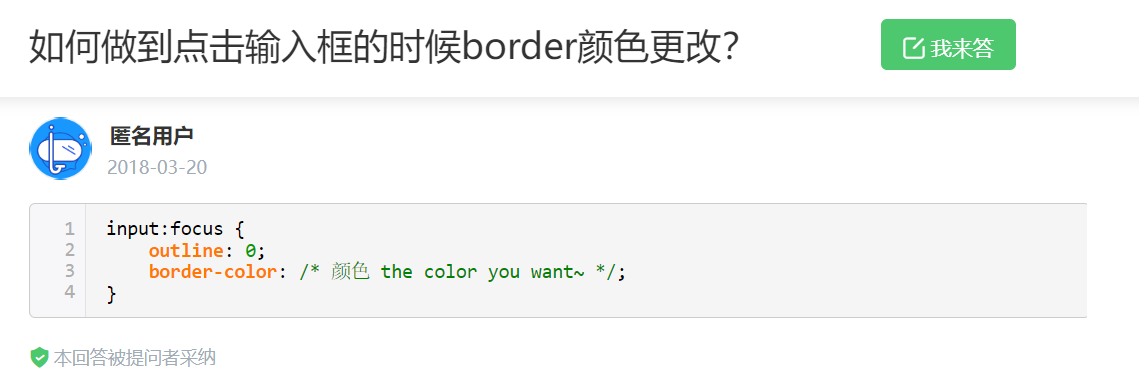 如何做到点击输入框的时候border颜色更改？
我来答
匿名用户
2018-03-20
1 input:focus {
2     outline: 0;
3     border-color: /* 颜色 the color you want~ */;
4 }
本回答被提问者采纳